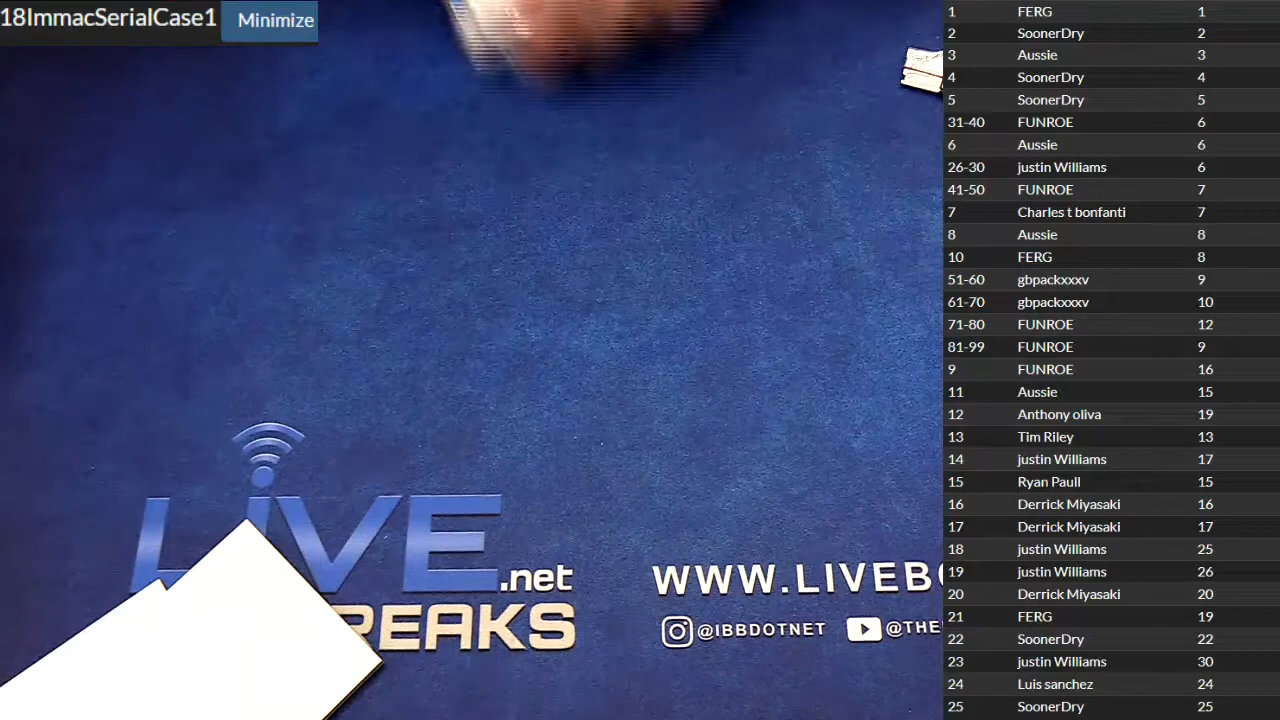 18ImmacSerialCase1 Minimize
1 FERG 1
2 SoonerDry 2
3 Aussie 3
4 SoonerDry 4
5 SoonerDry 5
31-40 FUNROE 6
6 Aussie 6
26-30 justin Williams 6
41-50 FUNROE 7
7 Charles t bonfanti 7
8 Aussie 8
10 FERG 8
51-60 gbpackxxxv 9
61-70 gbpackxxxv 10
71-80 FUNROE 12
81-99 FUNROE 9
9 FUNROE 16
11 Aussie 15
12 Anthony oliva 19
13 Tim Riley 13
14 justin Williams 17
15 Ryan Paull 15
16 Derrick Miyasaki 16
17 Derrick Miyasaki 17
18 justin Williams 25
19 justin Williams 26
20 Derrick Miyasaki 20
21 FERG 19
22 SoonerDry 22
23 justin Williams 30
24 Luis sanchez 24
25 SoonerDry 25
LIVE.net
REAKS
WWW.LIVEB
@IBBDOTNET @THE